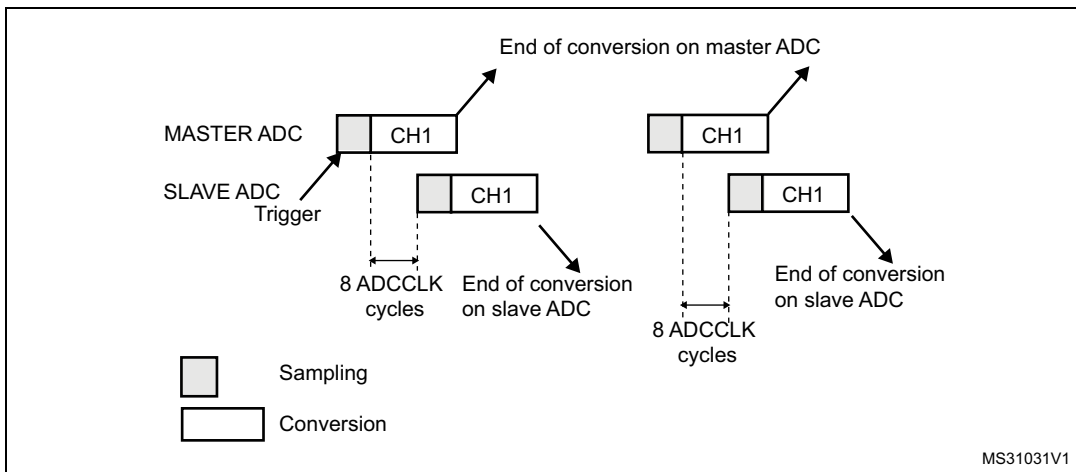 End of conversion on master ADC
MASTER ADC
CH1
CH1
SLAVE ADC
Trigger
CH1
CH1
8 ADCCLK
cycles
End of conversion
on slave ADC
End of conversion
on slave ADC
8 ADCCLK
cycles
Sampling
Conversion
MS31031V1